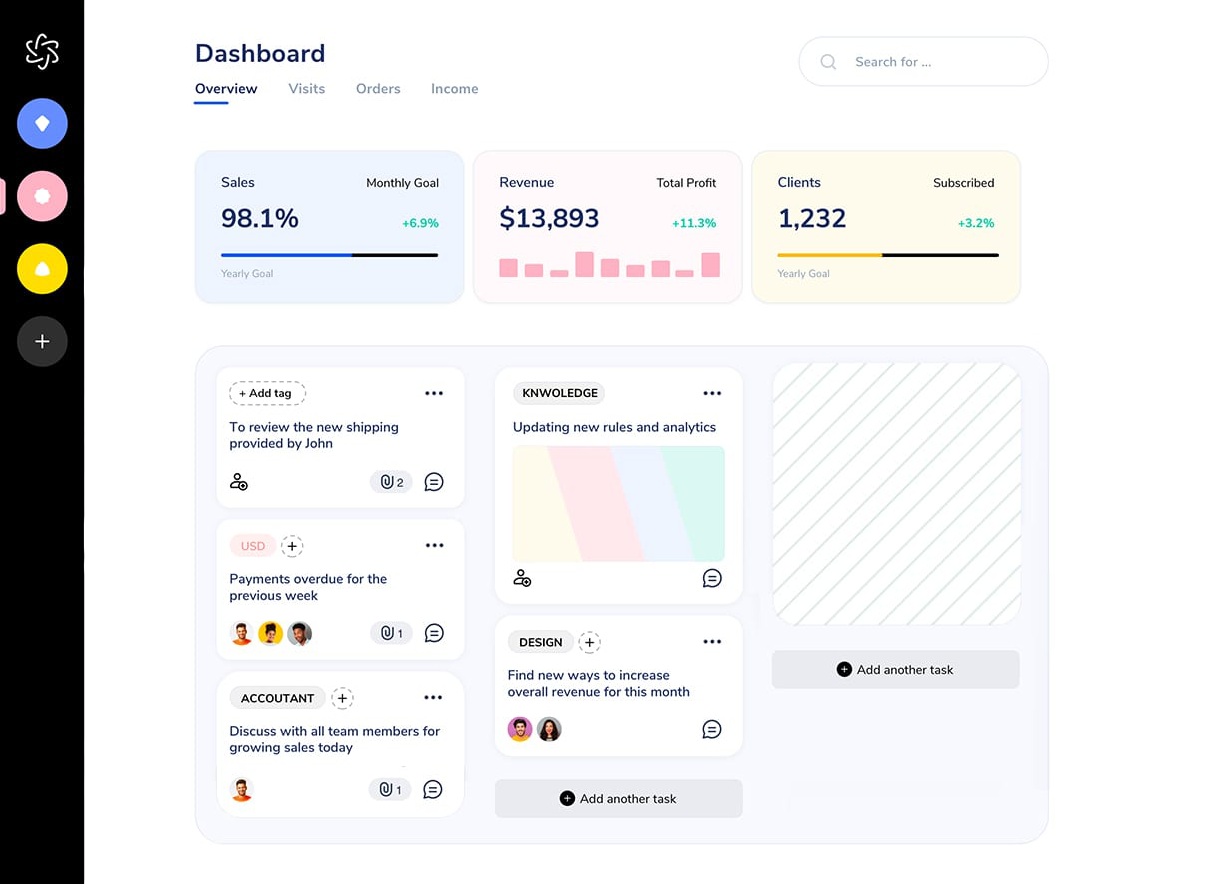 Dashboard
Overview Visits Orders Income
Search for ...
Sales Monthly Goal
98.1% +6.9%
Yearly Goal
Revenue Total Profit
$13,893 +11.3%
Clients Subscribed
1,232 +3.2%
Yearly Goal
+ Add tag
To review the new shipping
provided by John
2
USD
Payments overdue for the
previous week
1
ACCOUTANT
Discuss with all team members for
growing sales today
1
KNWOLEDGE
Updating new rules and analytics
DESIGN
Find new ways to increase
overall revenue for this month
Add another task
Add another task